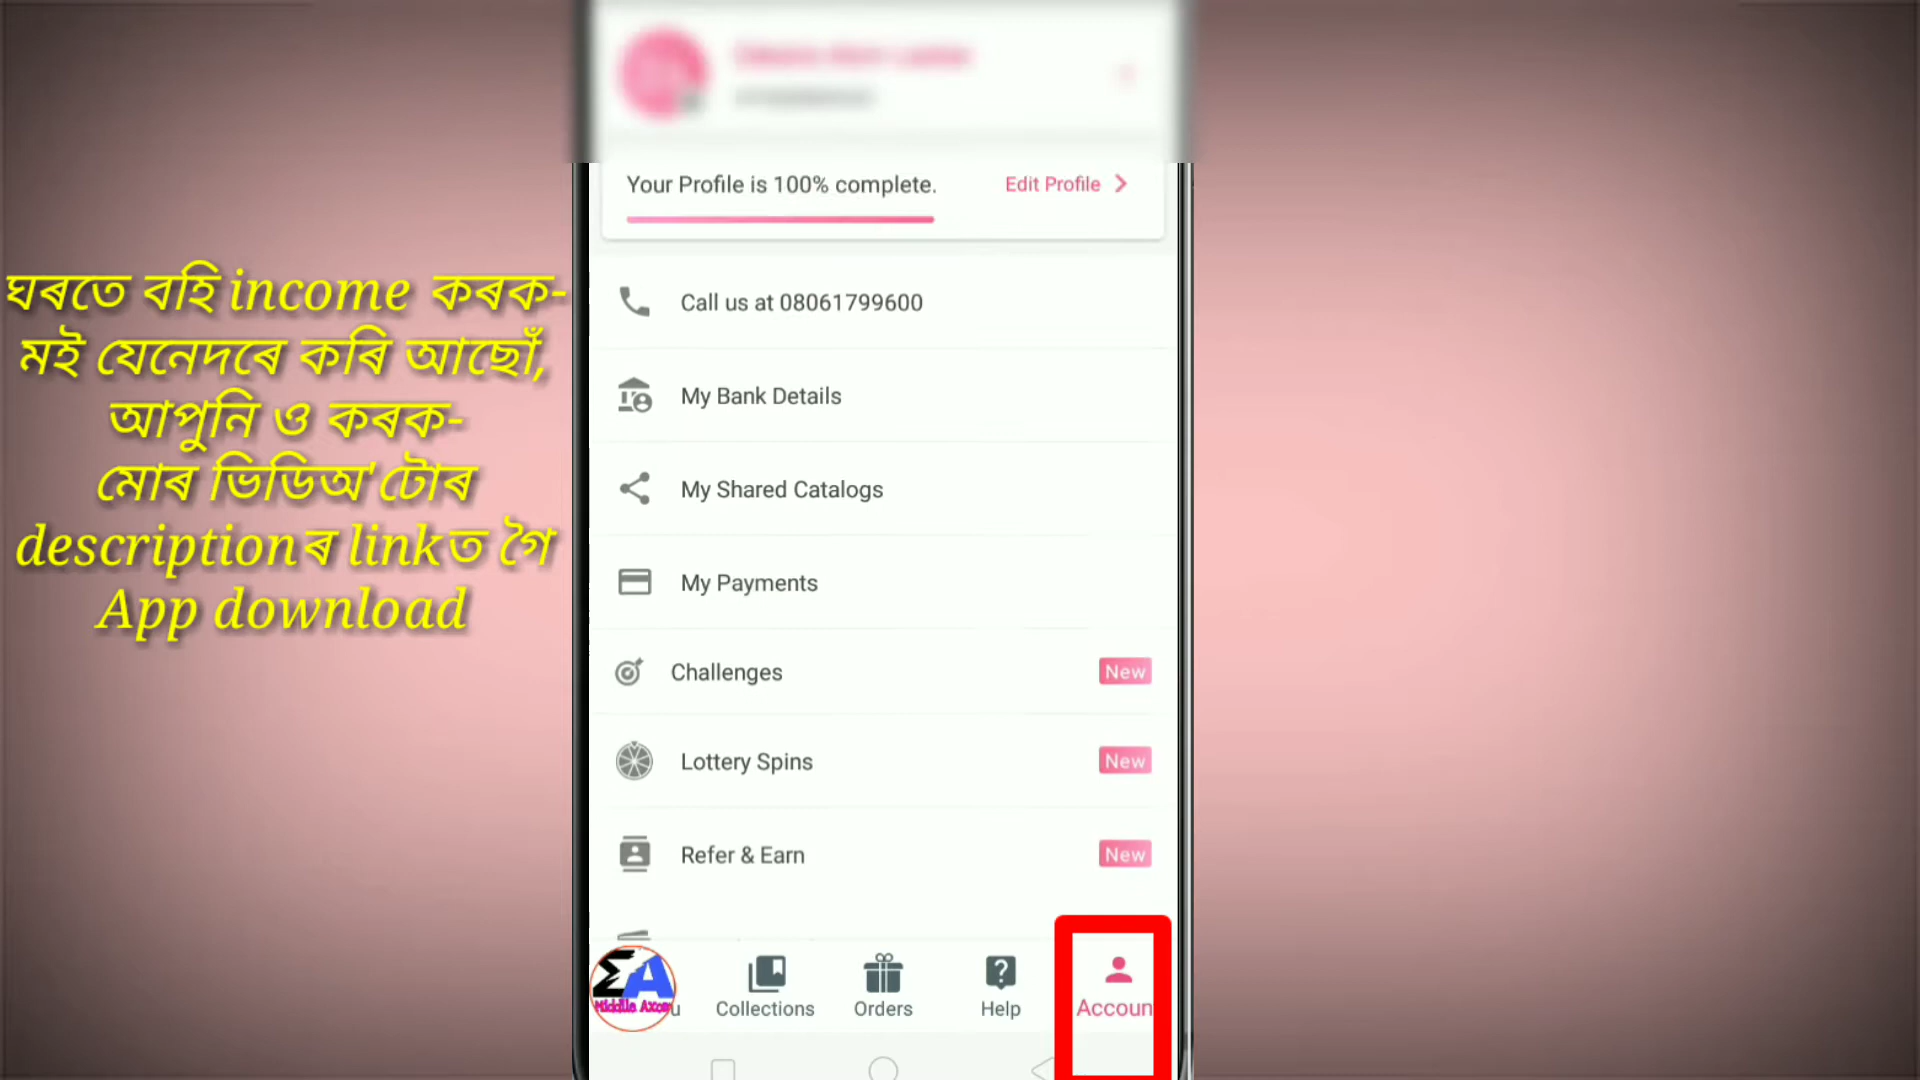 ঘৰতে বহি income কৰক-
মই যেনেদৰে কৰি আছোঁ,
আপুনি ও কৰক-
মোৰ ভিডিঅ'টোৰ
descriptionৰ linkত গৈ
App download
Your Profile is 100% complete.
Edit Profile
Call us at 08061799600
My Bank Details
My Shared Catalogs
My Payments
Challenges
New
Lottery Spins
New
Refer & Earn
New
Middle Axom
Collections
Orders
Help
Accoun